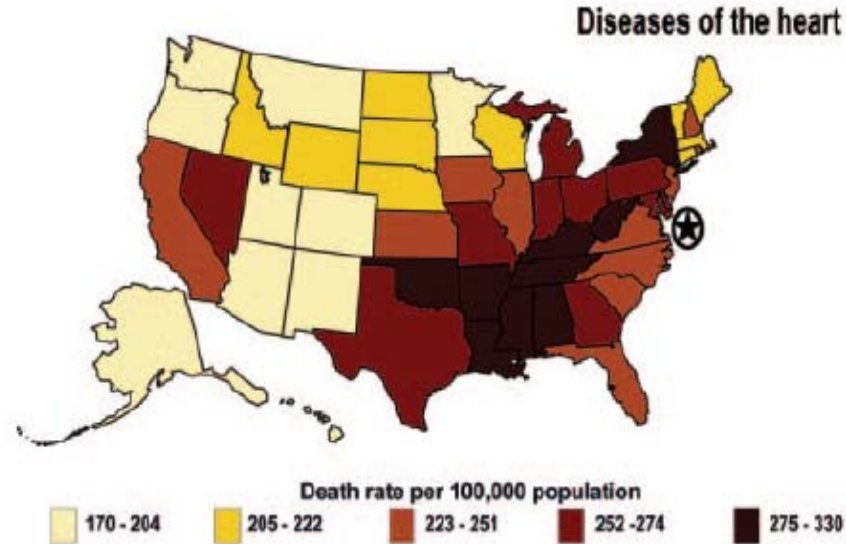 Diseases of the heart
Death rate per 100,000 population
170 - 204 205 - 222 223 - 251 252 -274 275 - 330